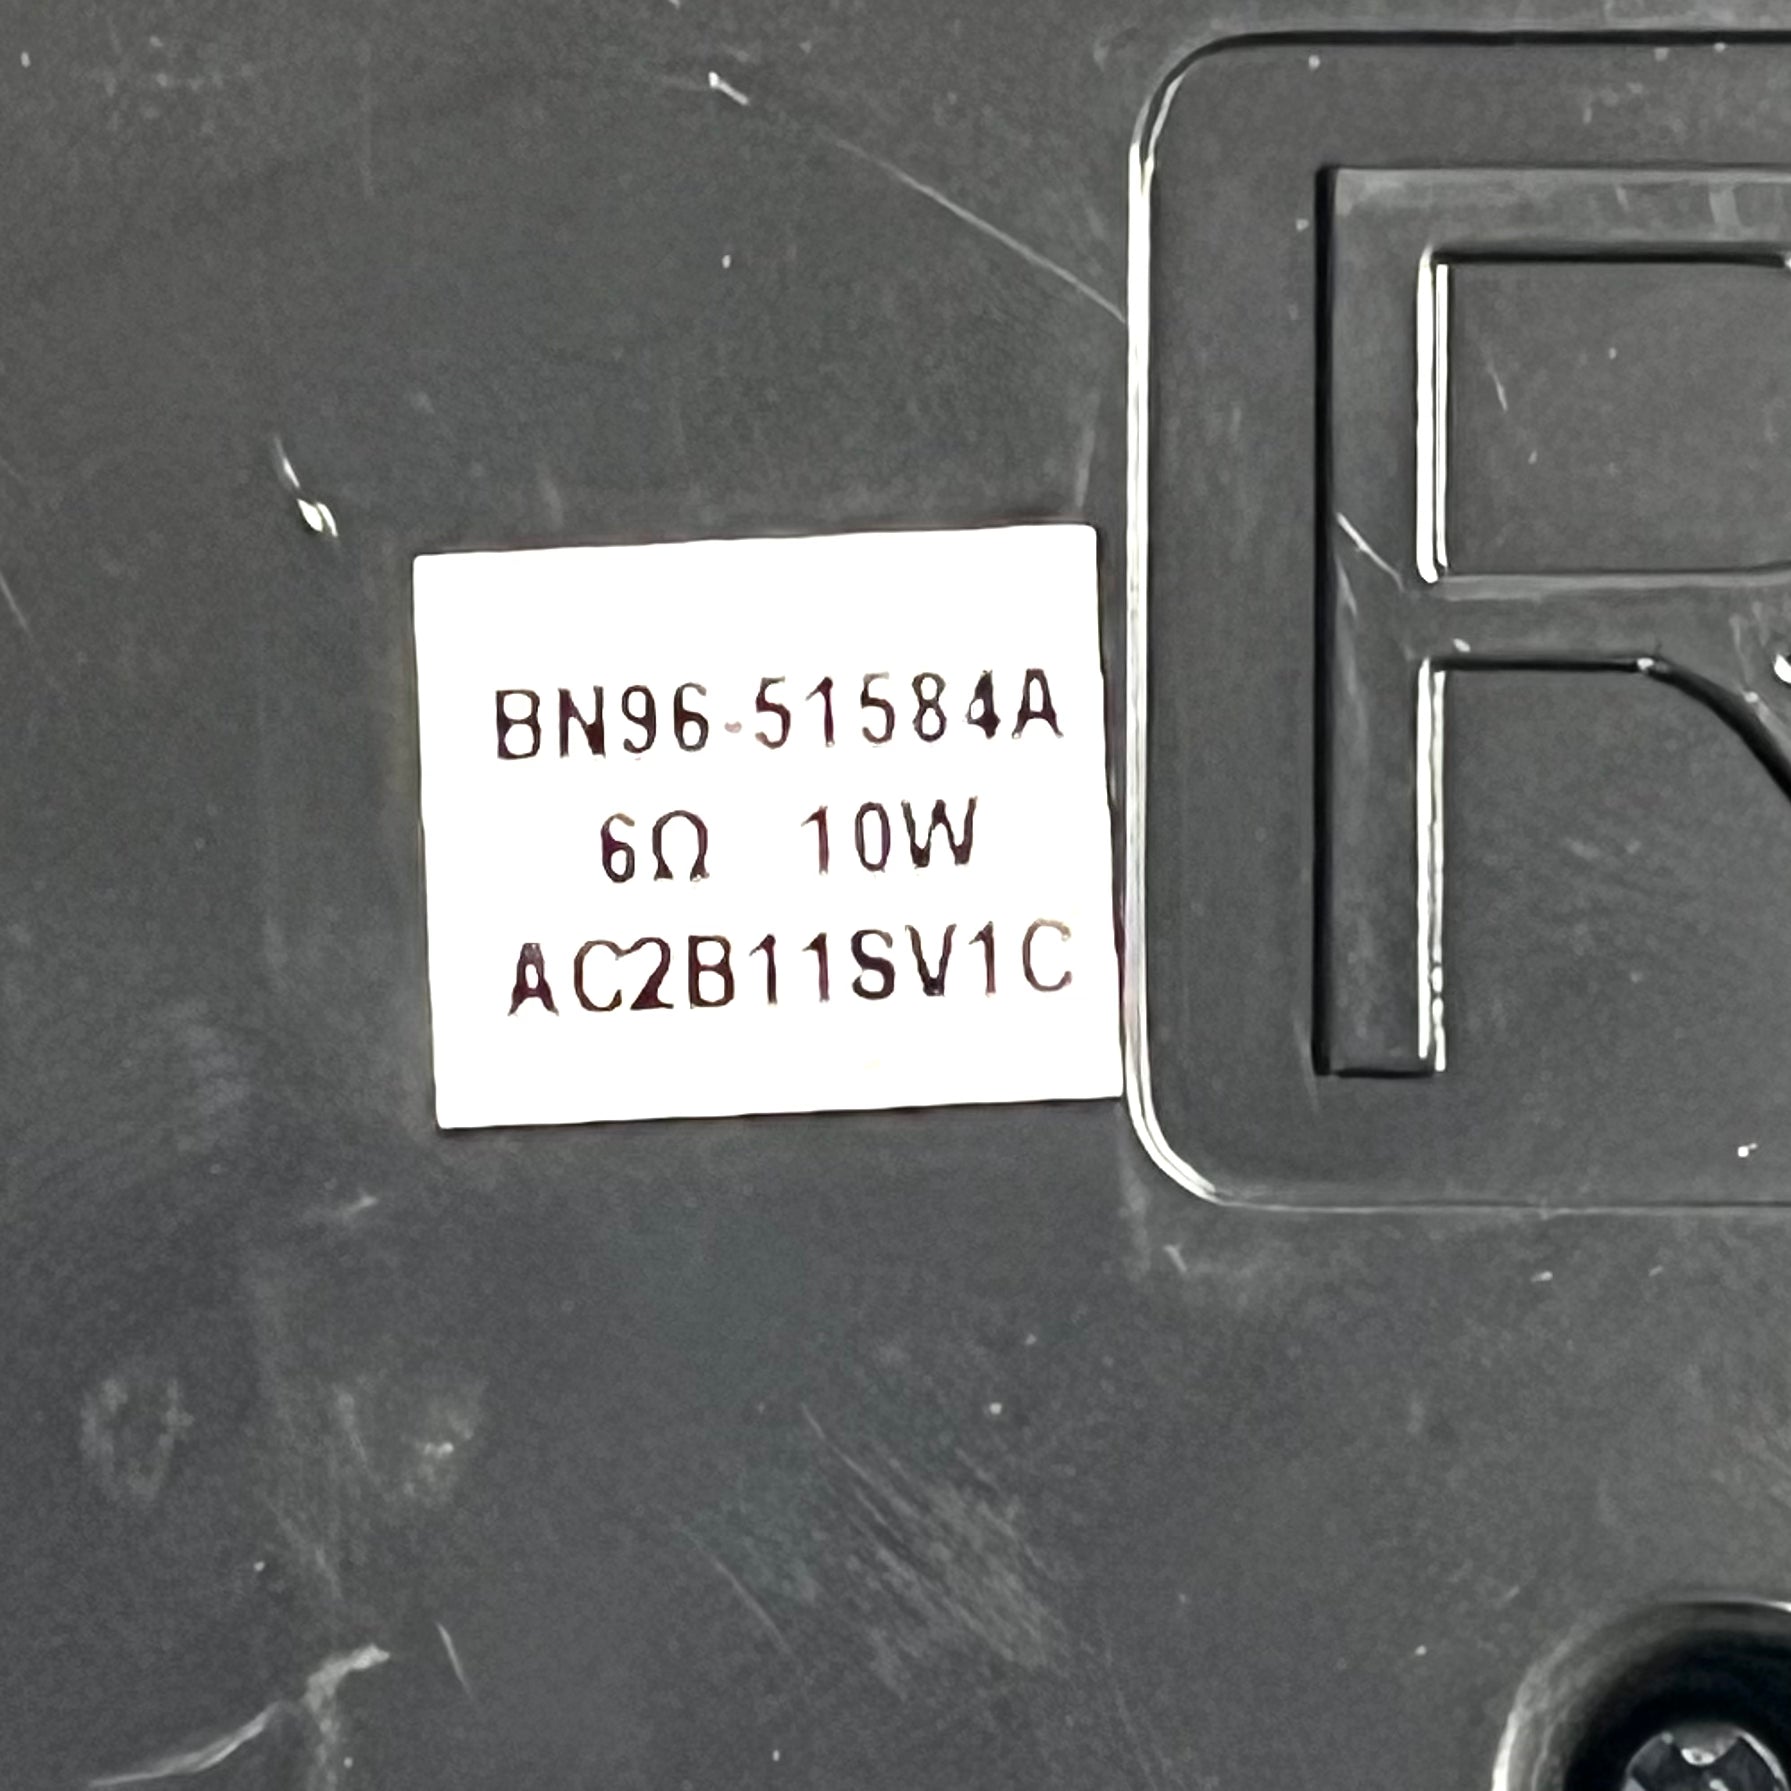 BN96-51584A
6Ω 10W
AC2B11SV1C
R